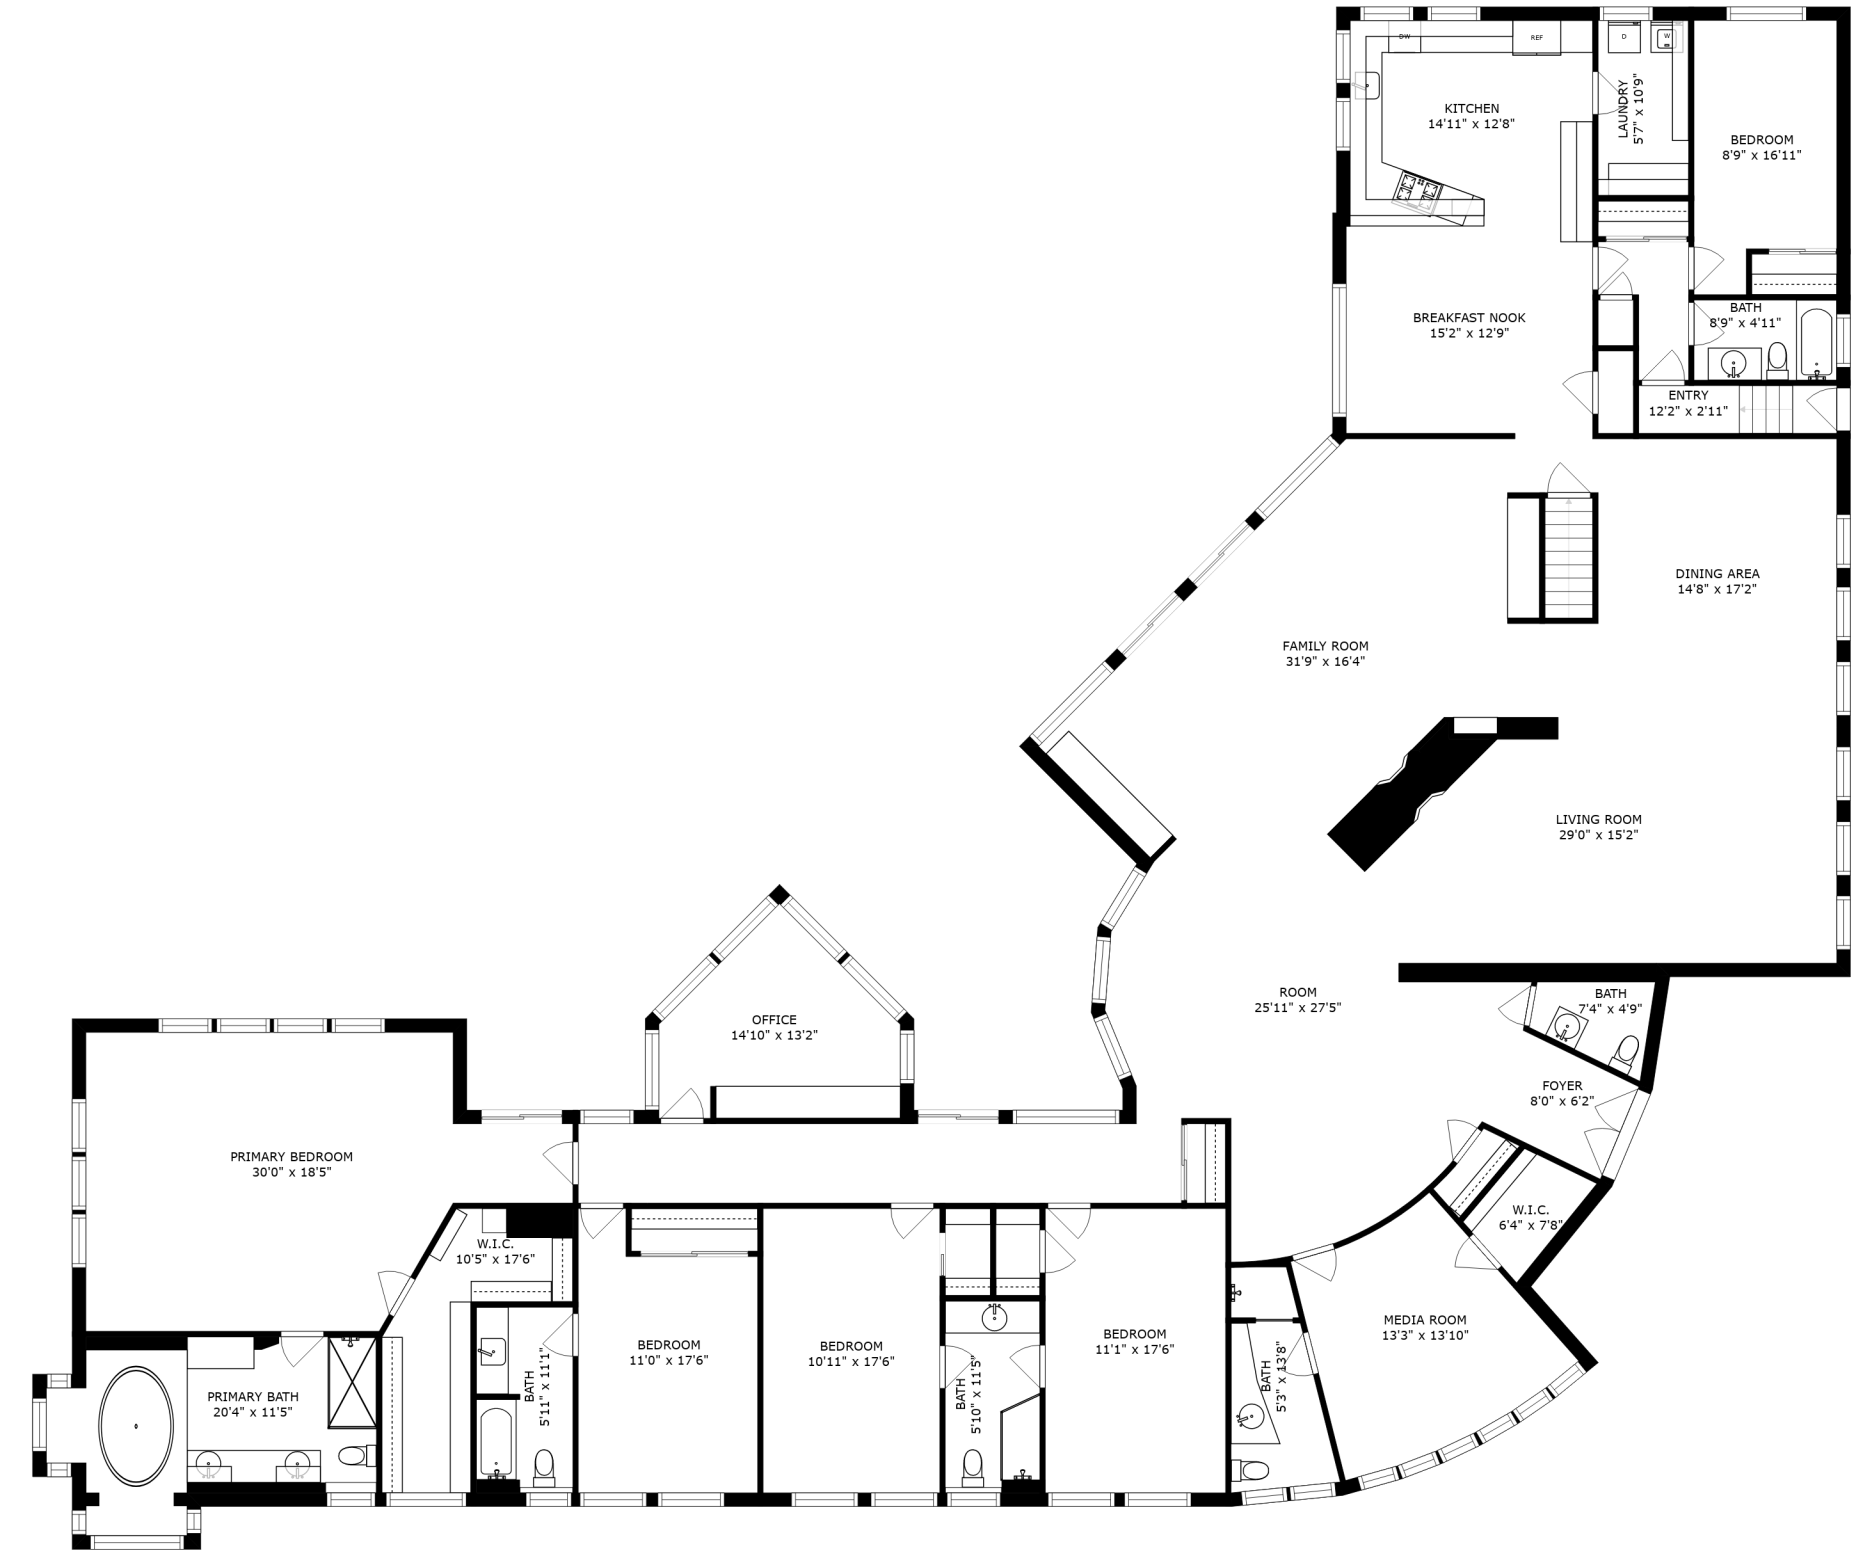 DW
REF
D
W
KITCHEN
14'11" x 12'8"
LAUNDRY
5'7" x 10'9"
BEDROOM
8'9" x 16'11"
BREAKFAST NOOK
15'2" x 12'9"
BATH
8'9" x 4'11"
ENTRY
12'2" x 2'11"
DINING AREA
14'8" x 17'2"
FAMILY ROOM
31'9" x 16'4"
LIVING ROOM
29'0" x 15'2"
ROOM
25'11" x 27'5"
BATH
7'4" x 4'9"
OFFICE
14'10" x 13'2"
FOYER
8'0" x 6'2"
PRIMARY BEDROOM
30'0" x 18'5"
W.I.C.
6'4" x 7'8"
W.I.C.
10'5" x 17'6"
MEDIA ROOM
13'3" x 13'10"
BEDROOM
11'0" x 17'6"
BEDROOM
10'11" x 17'6"
BEDROOM
11'1" x 17'6"
BATH
5'11" x 11'1"
BATH
5'10" x 11'5"
BATH
5'3" x 13'8"
PRIMARY BATH
20'4" x 11'5"